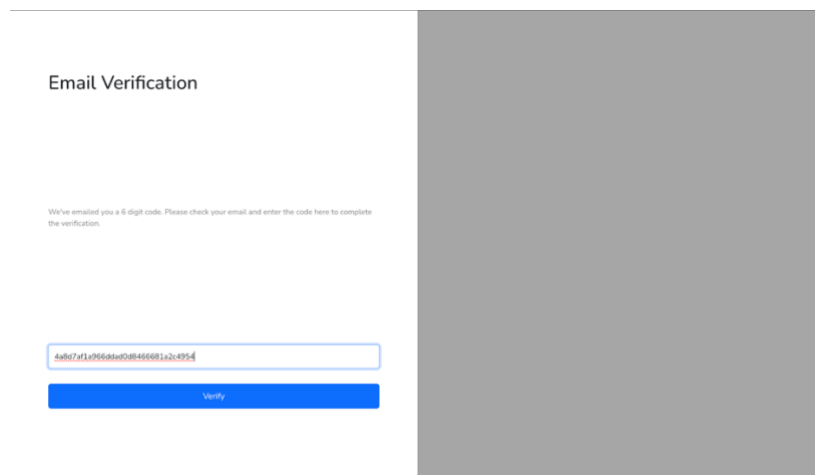 Email Verification
We've emailed you a 6 digit code. Please check your email and enter the code here to complete
the verification.
4a8d7af1a966ddad0d8466681a2c4954
Verify